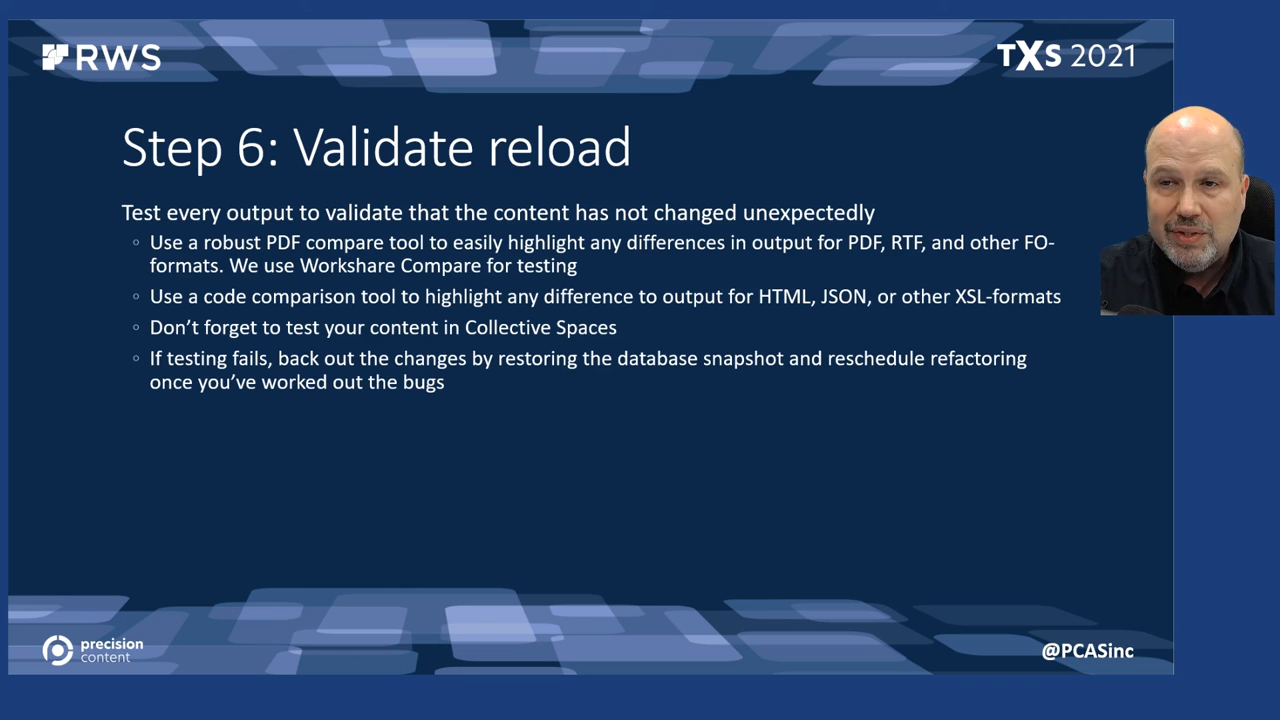 RWS
TXS 2021
Step 6: Validate reload
Test every output to validate that the content has not changed unexpectedly
◦ Use a robust PDF compare tool to easily highlight any differences in output for PDF, RTF, and other FO-
formats. We use Workshare Compare for testing
◦ Use a code comparison tool to highlight any difference to output for HTML, JSON, or other XSL-formats
◦ Don’t forget to test your content in Collective Spaces
◦ If testing fails, back out the changes by restoring the database snapshot and reschedule refactoring
once you’ve worked out the bugs
precision
content
@PCASinc